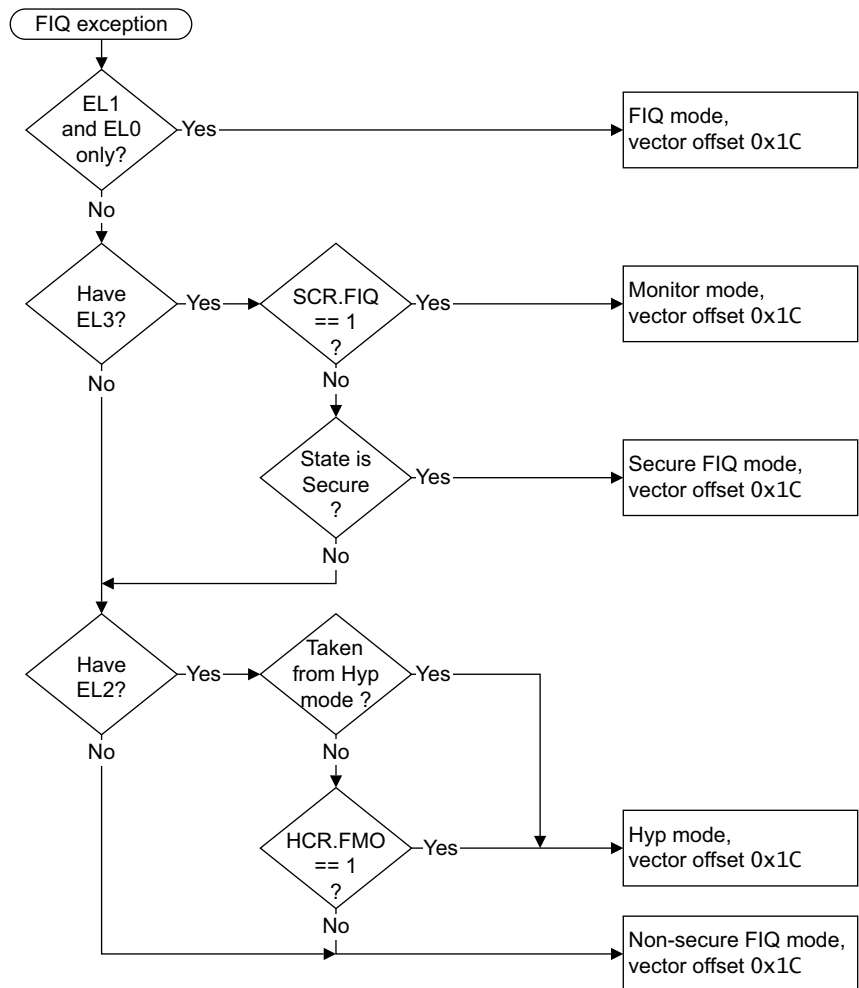 FIQ exception
EL1
and EL0
only?
Yes
FIQ mode,
vector offset 0x1C
No
Have
EL3?
Yes
SCR.FIQ
== 1
?
Yes
Monitor mode,
vector offset 0x1C
No
No
State is
Secure
?
Yes
Secure FIQ mode,
vector offset 0x1C
No
Have
EL2?
Yes
Taken
from Hyp
mode ?
Yes
No
No
HCR.FMO
== 1
?
Yes
Hyp mode,
vector offset 0x1C
No
Non-secure FIQ mode,
vector offset 0x1C